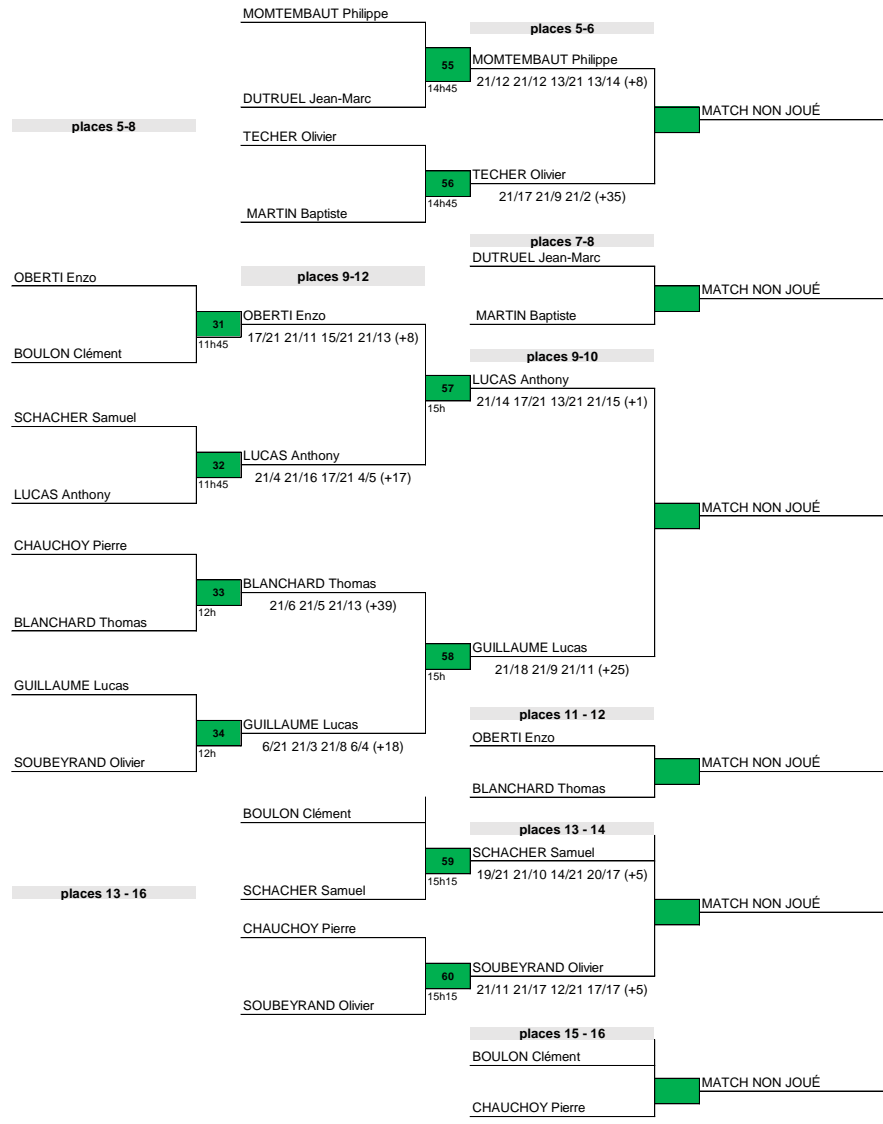 MOMTEMBAUT Philippe
places 5-6
55
MOMTEMBAUT Philippe
14h45
21/12 21/12 13/21 13/14 (+8)
DUTRUEL Jean-Marc
MATCH NON JOUÉ
places 5-8
TECHER Olivier
56
TECHER Olivier
14h45
21/17 21/9 21/2 (+35)
MARTIN Baptiste
places 7-8
DUTRUEL Jean-Marc
OBERTI Enzo
places 9-12
MATCH NON JOUÉ
31
OBERTI Enzo
MARTIN Baptiste
11h45
17/21 21/11 15/21 21/13 (+8)
BOULON Clément
places 9-10
57
LUCAS Anthony
15h
21/14 17/21 13/21 21/15 (+1)
SCHACHER Samuel
32
LUCAS Anthony
11h45
21/4 21/16 17/21 4/5 (+17)
LUCAS Anthony
MATCH NON JOUÉ
CHAUCHOY Pierre
33
BLANCHARD Thomas
12h
21/6 21/5 21/13 (+39)
BLANCHARD Thomas
58
GUILLAUME Lucas
15h
21/18 21/9 21/11 (+25)
GUILLAUME Lucas
places 11 - 12
34
GUILLAUME Lucas
OBERTI Enzo
12h
6/21 21/3 21/8 6/4 (+18)
SOUBEYRAND Olivier
MATCH NON JOUÉ
BLANCHARD Thomas
BOULON Clément
places 13 - 14
59
SCHACHER Samuel
15h15
19/21 21/10 14/21 20/17 (+5)
places 13 - 16
SCHACHER Samuel
MATCH NON JOUÉ
CHAUCHOY Pierre
60
SOUBEYRAND Olivier
15h15
21/11 21/17 12/21 17/17 (+5)
SOUBEYRAND Olivier
places 15 - 16
BOULON Clément
MATCH NON JOUÉ
CHAUCHOY Pierre